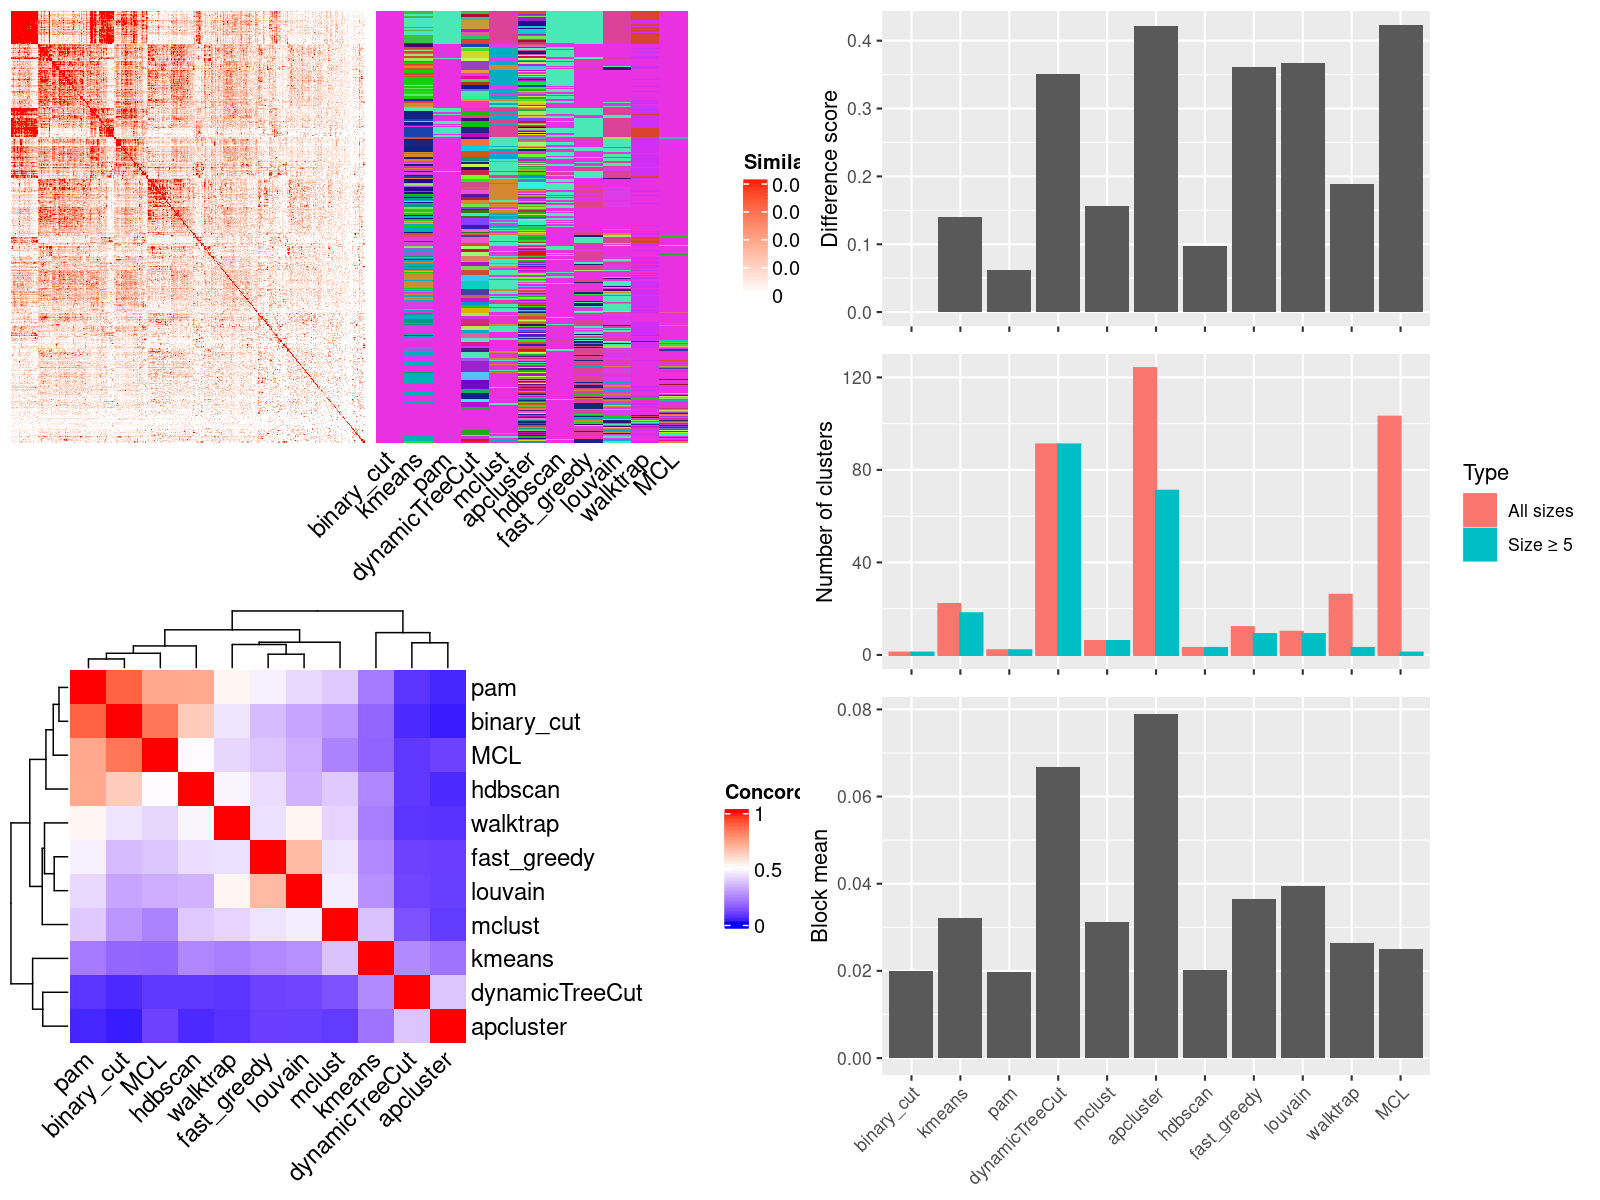 Simila
0.0
0.0
0.0
0.0
0
binary_cut
kmeans
pam
dynamicTreeCut
mclust
apcluster
hdbscan
fast_greedy
louvain
walktrap
MCL
pam
binary_cut
MCL
hdbscan
walktrap
fast_greedy
louvain
mclust
kmeans
dynamicTreeCut
apcluster
pam
binary_cut
MCL
hdbscan
walktrap
fast_greedy
louvain
mclust
kmeans
dynamicTreeCut
apcluster
Concord
1
0.5
0
Difference score
0.4
0.3
0.2
0.1
0.0
Number of clusters
120
80
40
0
Type
All sizes
Size ≥ 5
Block mean
0.08
0.06
0.04
0.02
0.00
binary_cut
kmeans
pam
dynamicTreeCut
mclust
apcluster
hdbscan
fast_greedy
louvain
walktrap
MCL